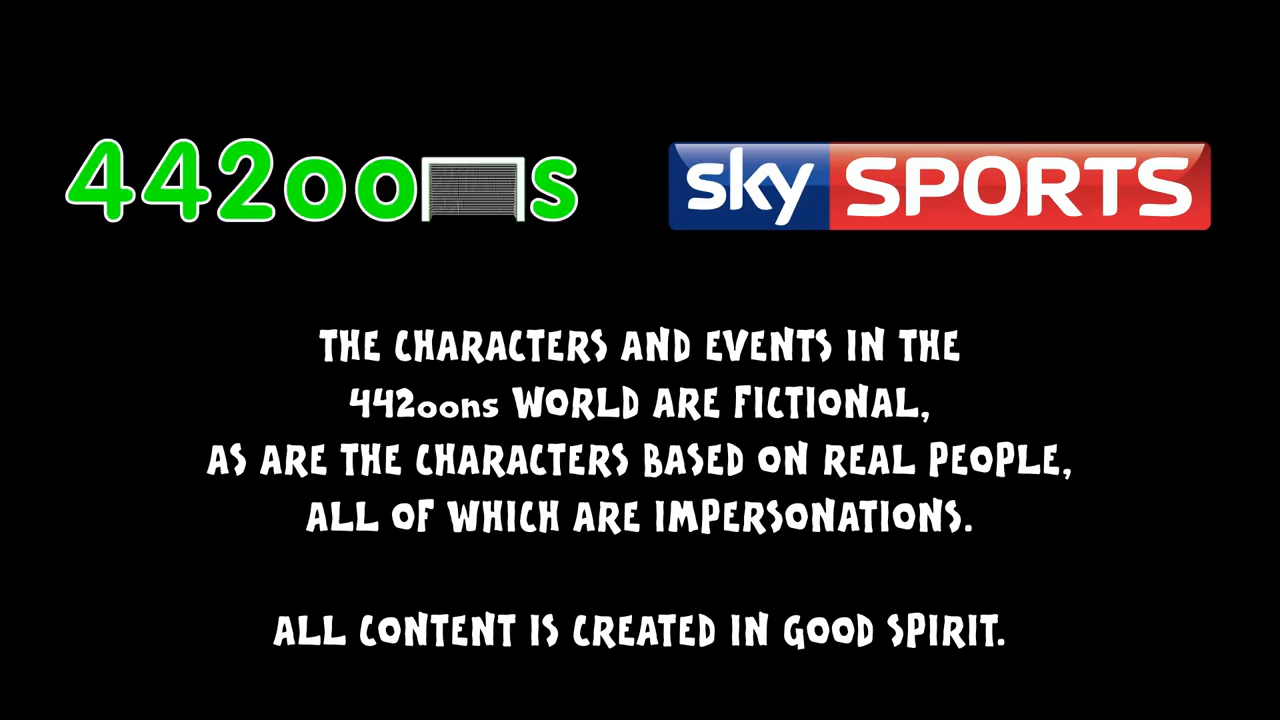 442oons
sky SPORTS
THE CHARACTERS AND EVENTS IN THE
442oons WORLD ARE FICTIONAL,
AS ARE THE CHARACTERS BASED ON REAL PEOPLE,
ALL OF WHICH ARE IMPERSONATIONS.
ALL CONTENT IS CREATED IN GOOD SPIRIT.